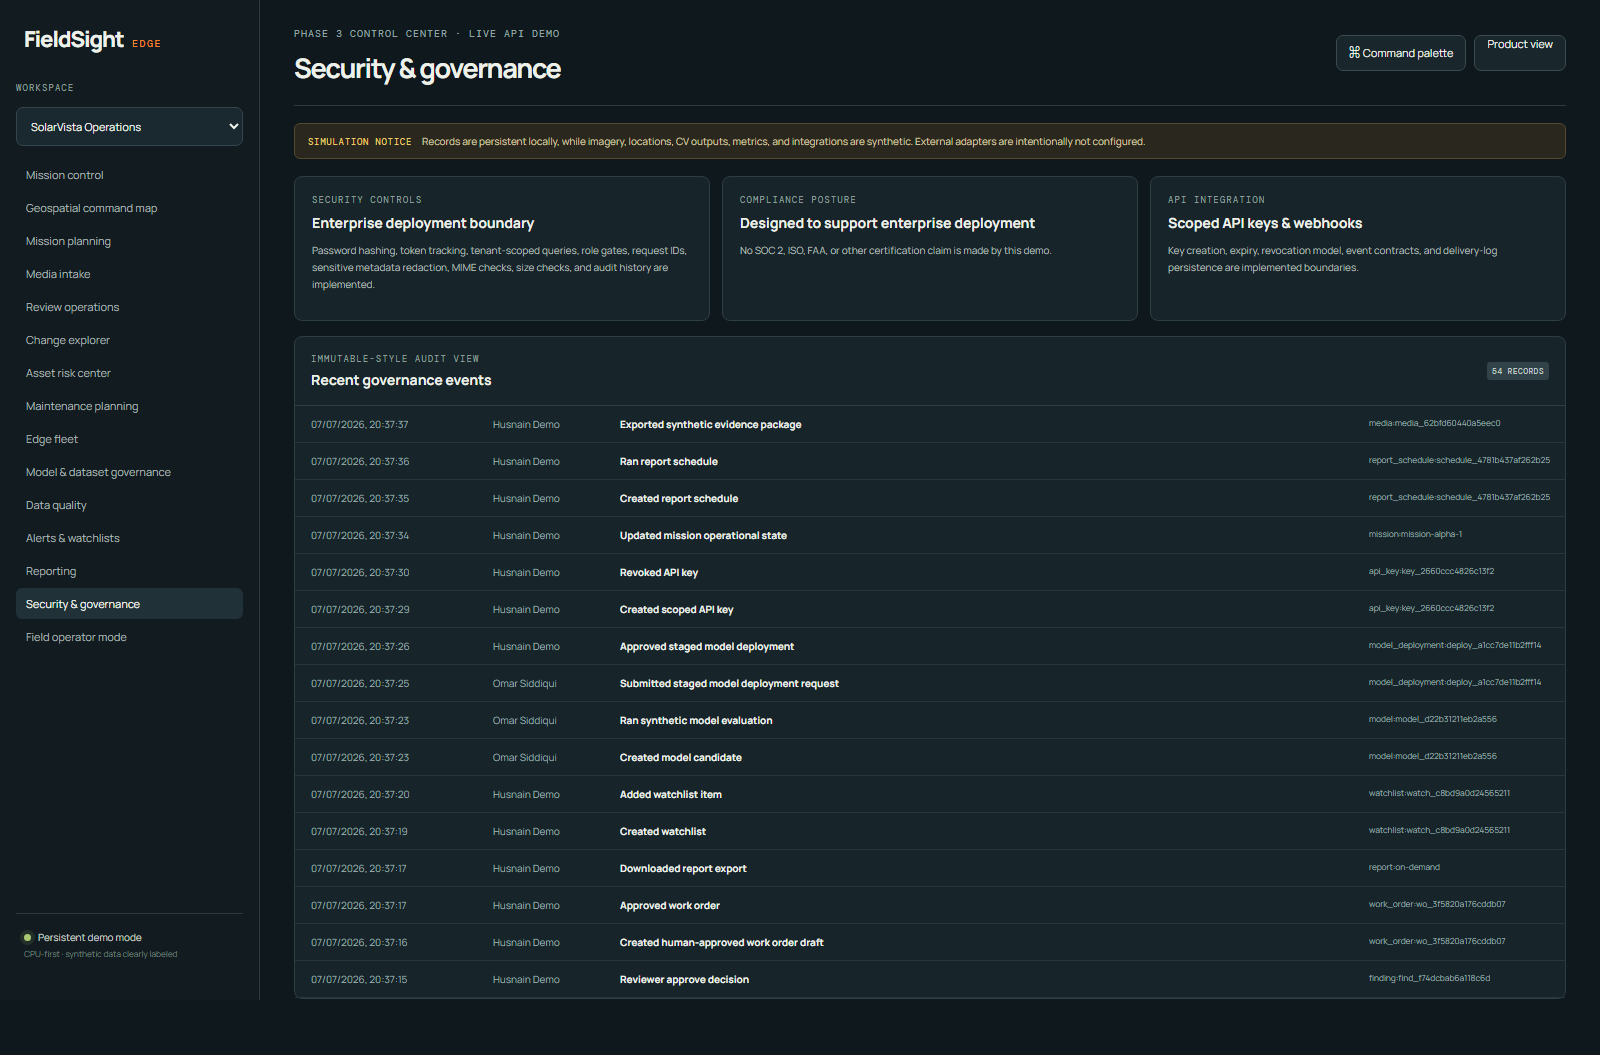 FieldSight EDGE
WORKSPACE
SolarVista Operations
Mission control
Geospatial command map
Mission planning
Media intake
Review operations
Change explorer
Asset risk center
Maintenance planning
Edge fleet
Model & dataset governance
Data quality
Alerts & watchlists
Reporting
Security & governance
Field operator mode
Persistent demo mode
CPU-first · synthetic data clearly labeled
PHASE 3 CONTROL CENTER · LIVE API DEMO
Security & governance
⌘ Command palette
Product view
SIMULATION NOTICE Records are persistent locally, while imagery, locations, CV outputs, metrics, and integrations are synthetic. External adapters are intentionally not configured.
SECURITY CONTROLS
Enterprise deployment boundary
Password hashing, token tracking, tenant-scoped queries, role gates, request IDs,
sensitive metadata redaction, MIME checks, size checks, and audit history are
implemented.
COMPLIANCE POSTURE
Designed to support enterprise deployment
No SOC 2, ISO, FAA, or other certification claim is made by this demo.
API INTEGRATION
Scoped API keys & webhooks
Key creation, expiry, revocation model, event contracts, and delivery-log
persistence are implemented boundaries.
IMMUTABLE-STYLE AUDIT VIEW
Recent governance events
54 RECORDS
07/07/2026, 20:37:37 Husnain Demo Exported synthetic evidence package media:media_62bfd60440a5eec0
07/07/2026, 20:37:36 Husnain Demo Ran report schedule report_schedule:schedule_4781b437af262b25
07/07/2026, 20:37:35 Husnain Demo Created report schedule report_schedule:schedule_4781b437af262b25
07/07/2026, 20:37:34 Husnain Demo Updated mission operational state mission:mission-alpha-1
07/07/2026, 20:37:30 Husnain Demo Revoked API key api_key:key_2660ccc4826c13f2
07/07/2026, 20:37:29 Husnain Demo Created scoped API key api_key:key_2660ccc4826c13f2
07/07/2026, 20:37:26 Husnain Demo Approved staged model deployment model_deployment:deploy_a1cc7de11b2fff14
07/07/2026, 20:37:25 Omar Siddiqui Submitted staged model deployment request model_deployment:deploy_a1cc7de11b2fff14
07/07/2026, 20:37:23 Omar Siddiqui Ran synthetic model evaluation model:model_d22b31211eb2a556
07/07/2026, 20:37:23 Omar Siddiqui Created model candidate model:model_d22b31211eb2a556
07/07/2026, 20:37:20 Husnain Demo Added watchlist item watchlist:watch_c8bd9a0d24565211
07/07/2026, 20:37:19 Husnain Demo Created watchlist watchlist:watch_c8bd9a0d24565211
07/07/2026, 20:37:17 Husnain Demo Downloaded report export report:on-demand
07/07/2026, 20:37:17 Husnain Demo Approved work order work_order:wo_3f5820a176cddb07
07/07/2026, 20:37:16 Husnain Demo Created human-approved work order draft work_order:wo_3f5820a176cddb07
07/07/2026, 20:37:15 Husnain Demo Reviewer approve decision finding:find_f74dcbab6a118c6d